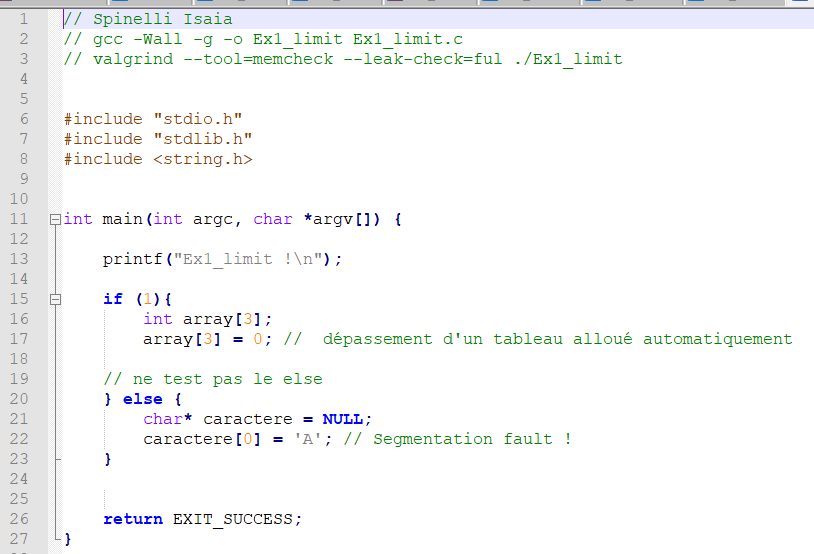 1 // Spinelli Isaia
2 // gcc -Wall -g -o Ex1_limit Ex1_limit.c
3 // valgrind --tool=memcheck --leak-check=ful ./Ex1_limit
4
5
6 #include "stdio.h"
7 #include "stdlib.h"
8 #include <string.h>
9
10
11 int main(int argc, char *argv[]) {
12
13 printf("Ex1_limit !\n");
14
15 if (1){
16 int array[3];
17 array[3] = 0; //  dépassement d'un tableau alloué automatiquement
18
19 // ne test pas le else
20 } else {
21 char* caractere = NULL;
22 caractere[0] = 'A'; // Segmentation fault !
23 }
24
25
26 return EXIT_SUCCESS;
27 }